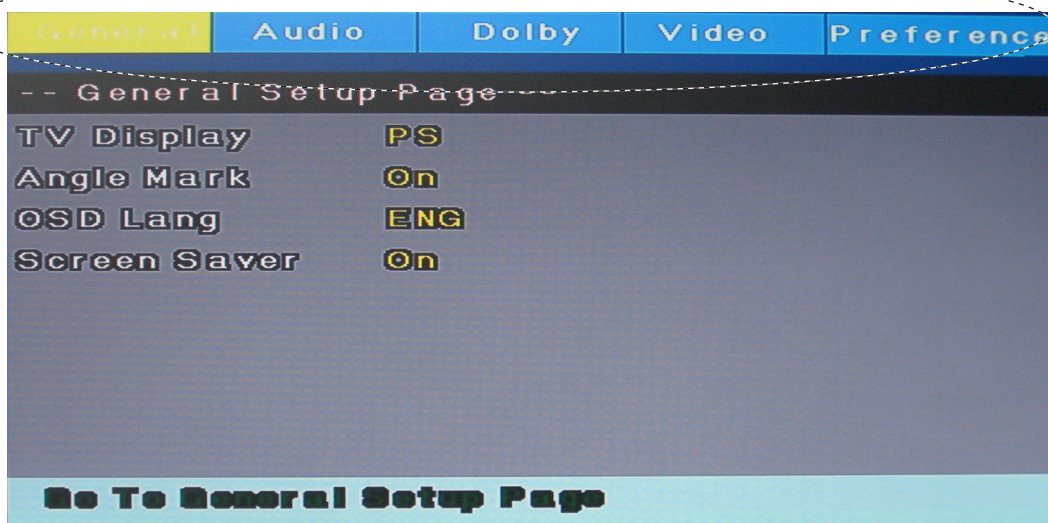 General Audio Dolby Video Preference
-- General Setup Page --
TV Display PS
Angle Mark On
OSD Lang ENG
Screen Saver On
Go To General Setup Page